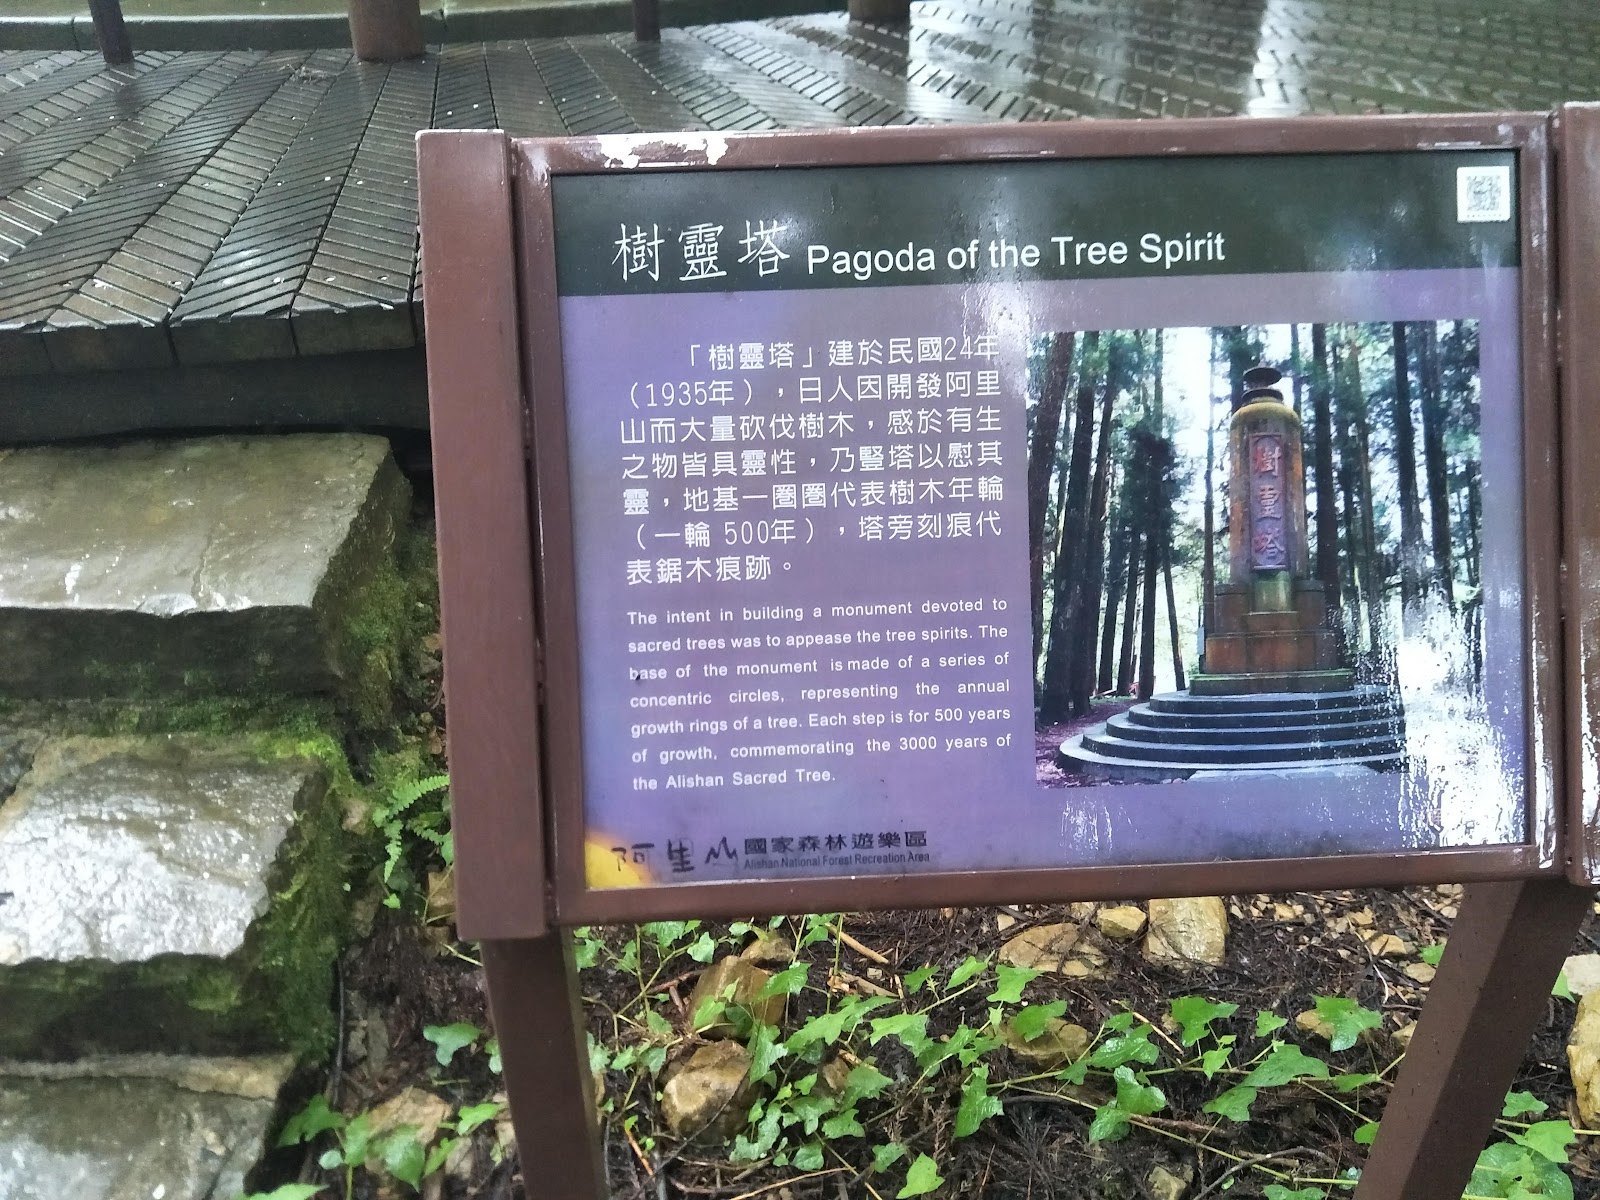 樹靈塔 Pagoda of the Tree Spirit
「樹靈塔」建於民國24年
（1935年），日人因開發阿里
山而大量砍伐樹木，感於有生
之物皆具靈性，乃豎塔以慰其
靈，地基一圈圈代表樹木年輪
（一輪 500年），塔旁刻痕代
表鋸木痕跡。
The intent in building a monument devoted to
sacred trees was to appease the tree spirits. The
base of the monument is made of a series of
concentric circles, representing the annual
growth rings of a tree. Each step is for 500 years
of growth, commemorating the 3000 years of
the Alishan Sacred Tree.
樹靈塔
阿里山國家森林遊樂區
Alishan National Forest Recreation Area